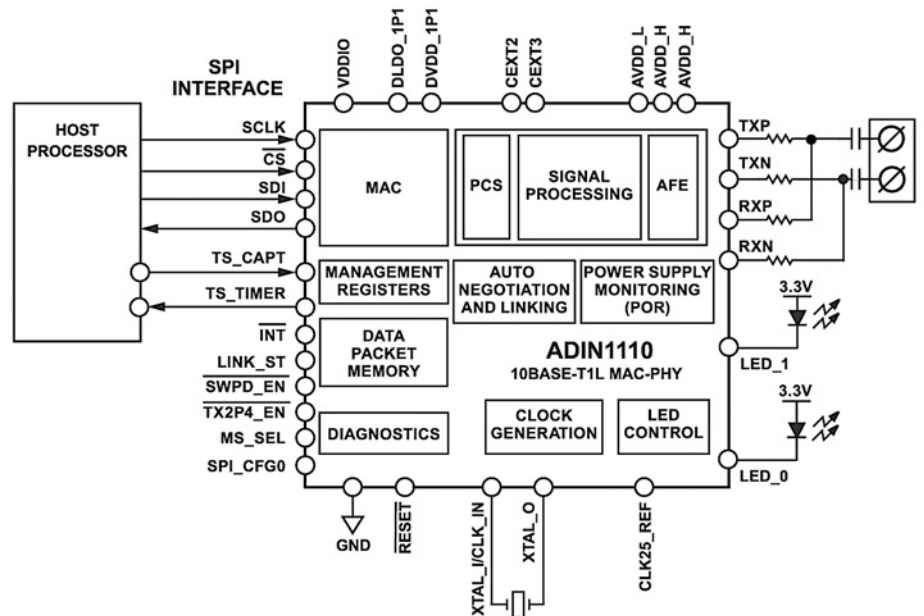 VDDIO
DLDO_1P1
DVDD_1P1
CEXT2
CEXT3
AVDD_L
AVDD_H
AVDD_H
SPI
INTERFACE
HOST
PROCESSOR
SCLK
CS
SDI
SDO
TS_CAPT
TS_TIMER
INT
LINK_ST
SWPD_EN
TX2P4_EN
MS_SEL
SPI_CFG0
MAC
PCS
SIGNAL
PROCESSING
AFE
MANAGEMENT
REGISTERS
AUTO
NEGOTIATION
AND LINKING
POWER SUPPLY
MONITORING
(POR)
DATA
PACKET
MEMORY
ADIN1110
10BASE-T1L MAC-PHY
DIAGNOSTICS
CLOCK
GENERATION
LED
CONTROL
TXP
TXN
RXP
RXN
3.3V
LED_1
3.3V
LED_0
GND
RESET
XTAL_I/CLK_IN
XTAL_O
CLK25_REF